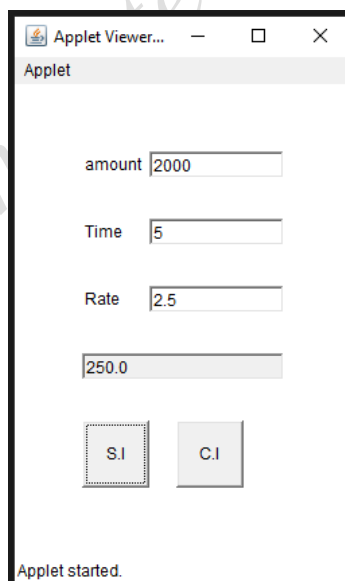 Applet Viewer...
Applet
amount 2000
Time 5
Rate 2.5
250.0
S.I C.I
Applet started.